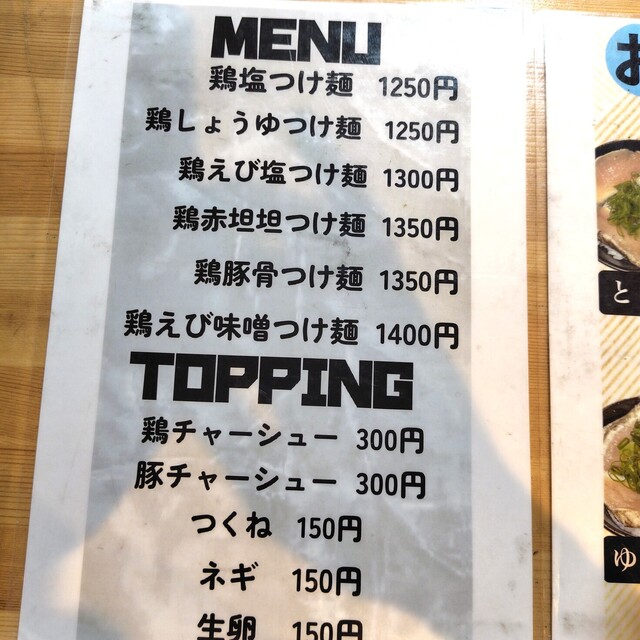 MENU
鶏塩つけ麺 1250円
鶏しょうゆつけ麺 1250円
鶏えび塩つけ麺 1300円
鶏赤坦坦つけ麺 1350円
鶏豚骨つけ麺 1350円
鶏えび味噌つけ麺 1400円
TOPPING
鶏チャーシュー 300円
豚チャーシュー 300円
つくね 150円
ネギ 150円
生卵 150円
お
と
ゆ